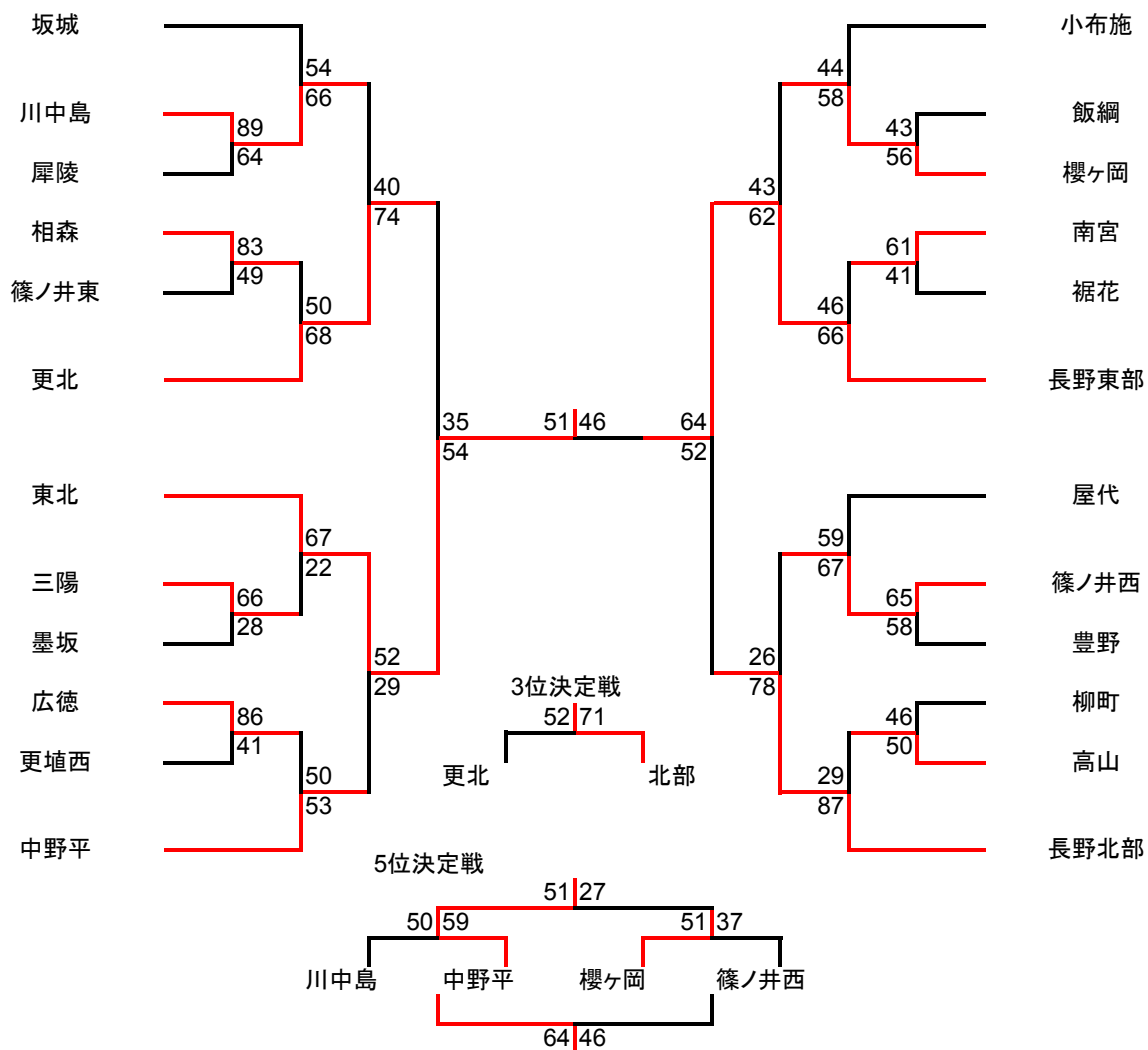 坂城 小布施
54 44
66 58
川中島 飯綱
89 43
64 56
犀陵 櫻ヶ岡
40 43
74 62
相森 南宮
83 61
49 41
篠ノ井東 裾花
50 46
68 66
更北 長野東部
35 51 46 64
54 52
東北 屋代
67 59
22 67
三陽 篠ノ井西
66 65
28 58
墨坂 豊野
52 26
29 78
3位決定戦
広徳 柳町
52 71
86 46
41 50
更埴西 高山
更北 北部
50 29
53 87
中野平 長野北部
5位決定戦
51 27
50 59 51 37
川中島 中野平 櫻ヶ岡 篠ノ井西
64 46